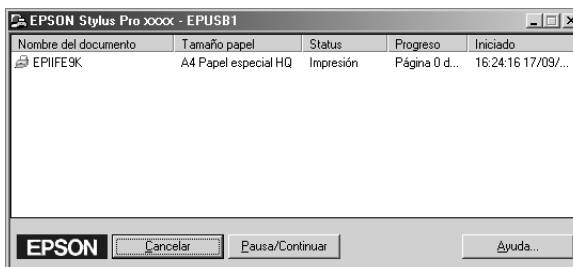 EPSON Stylus Pro xxxx - EPUSB1
Nombre del documento Tamaño papel Status Progreso Iniciado
EPIIFE9K A4 Papel especial HQ Impresión Página 0 d... 16:24:16 17/09/...
EPSON Cancelar Pausa/Continuar Ayuda...